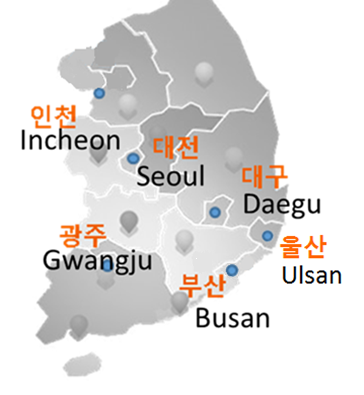 인천
Incheon
대전
Seoul
대구
Daegu
광주
Gwangju
울산
Ulsan
부산
Busan